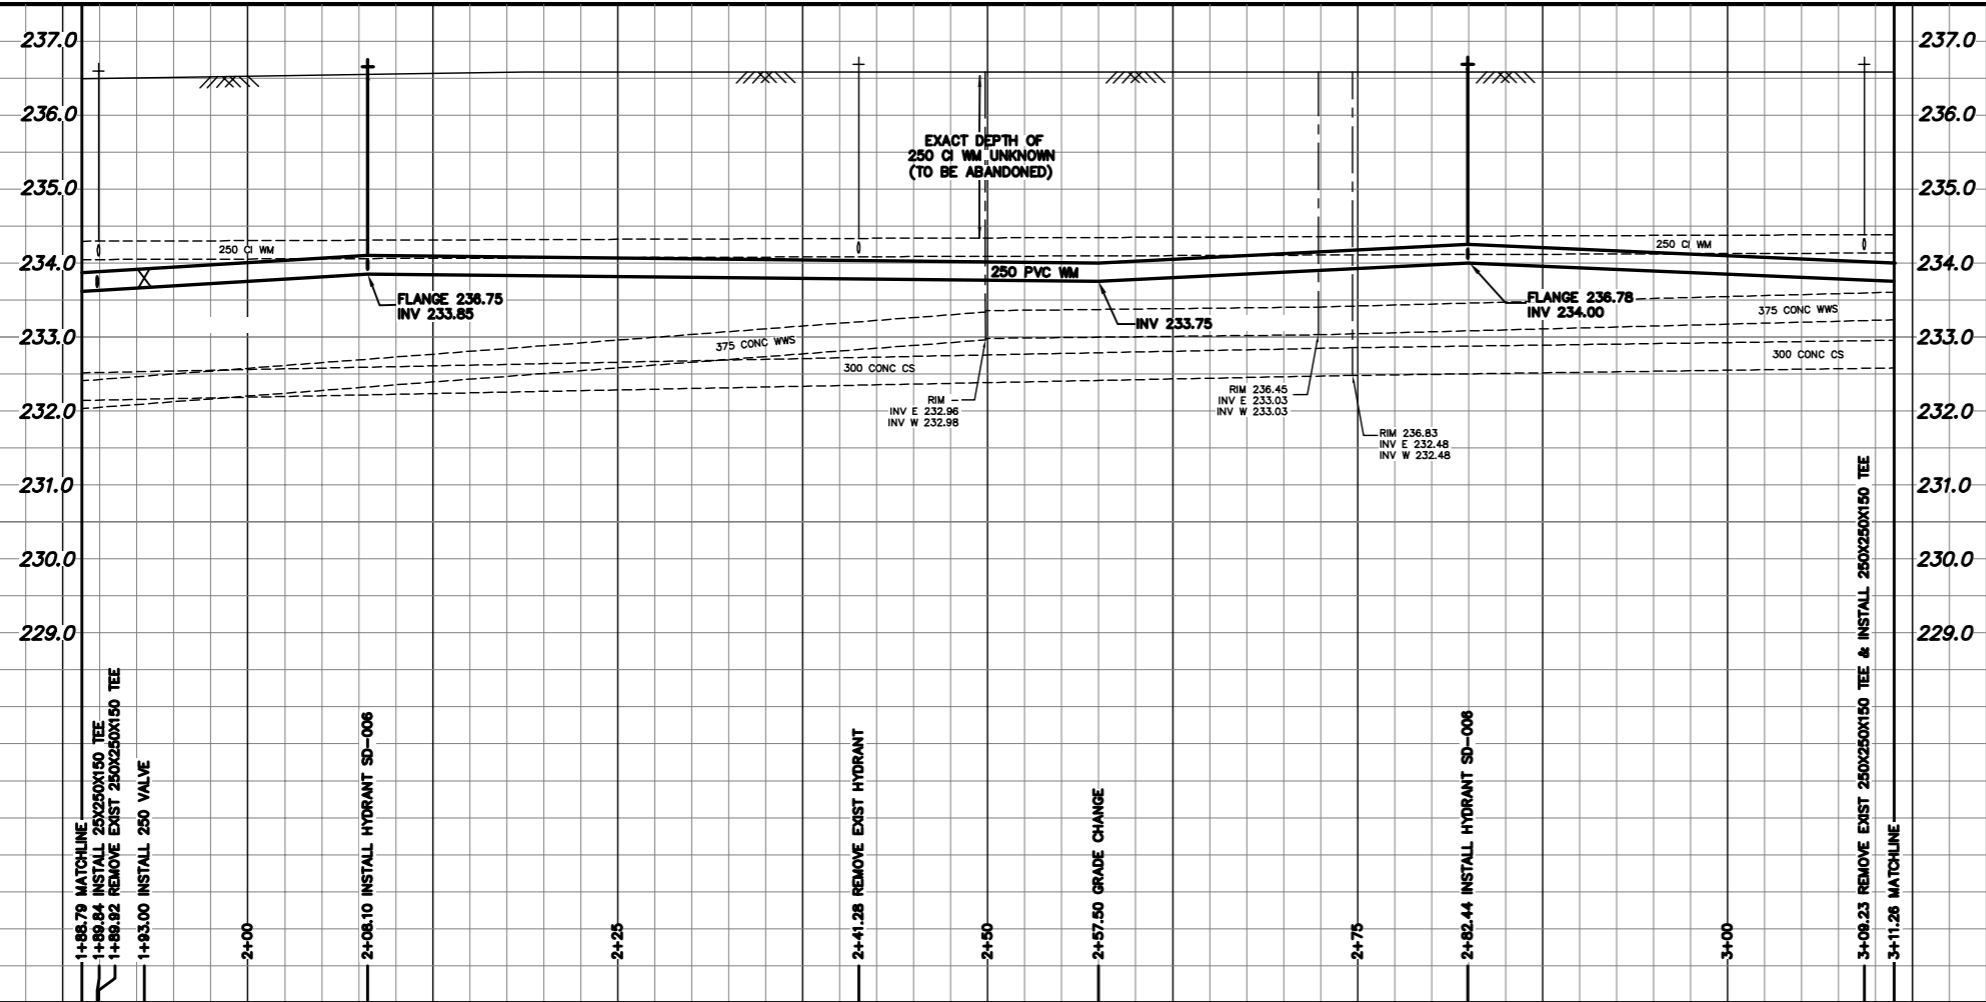 237.0
237.0
236.0
236.0
EXACT DEPTH OF
250 CI WM UNKNOWN
(TO BE ABANDONED)
235.0
235.0
250 CI WM
250 CI WM
234.0
234.0
250 PVC WM
FLANGE 236.75
INV 233.85
FLANGE 236.78
INV 234.00
INV 233.75
375 CONC WWS
375 CONC WWS
233.0
233.0
300 CONC CS
300 CONC CS
RIM -
INV E 232.96
INV W 232.98
RIM 236.45
INV E 233.03
INV W 233.03
232.0
232.0
RIM 236.83
INV E 232.48
INV W 232.48
231.0
231.0
230.0
230.0
229.0
229.0
1+88.79 MATCHLINE
1+89.84 INSTALL 25X250X150 TEE
1+89.92 REMOVE EXIST 250X250X150 TEE
1+93.00 INSTALL 250 VALVE
2+00
2+08.10 INSTALL HYDRANT SD-006
2+25
2+41.28 REMOVE EXIST HYDRANT
2+50
2+57.50 GRADE CHANGE
2+75
2+82.44 INSTALL HYDRANT SD-006
3+00
3+09.23 REMOVE EXIST 250X250X150 TEE & INSTALL 250X250X150 TEE
3+11.26 MATCHLINE